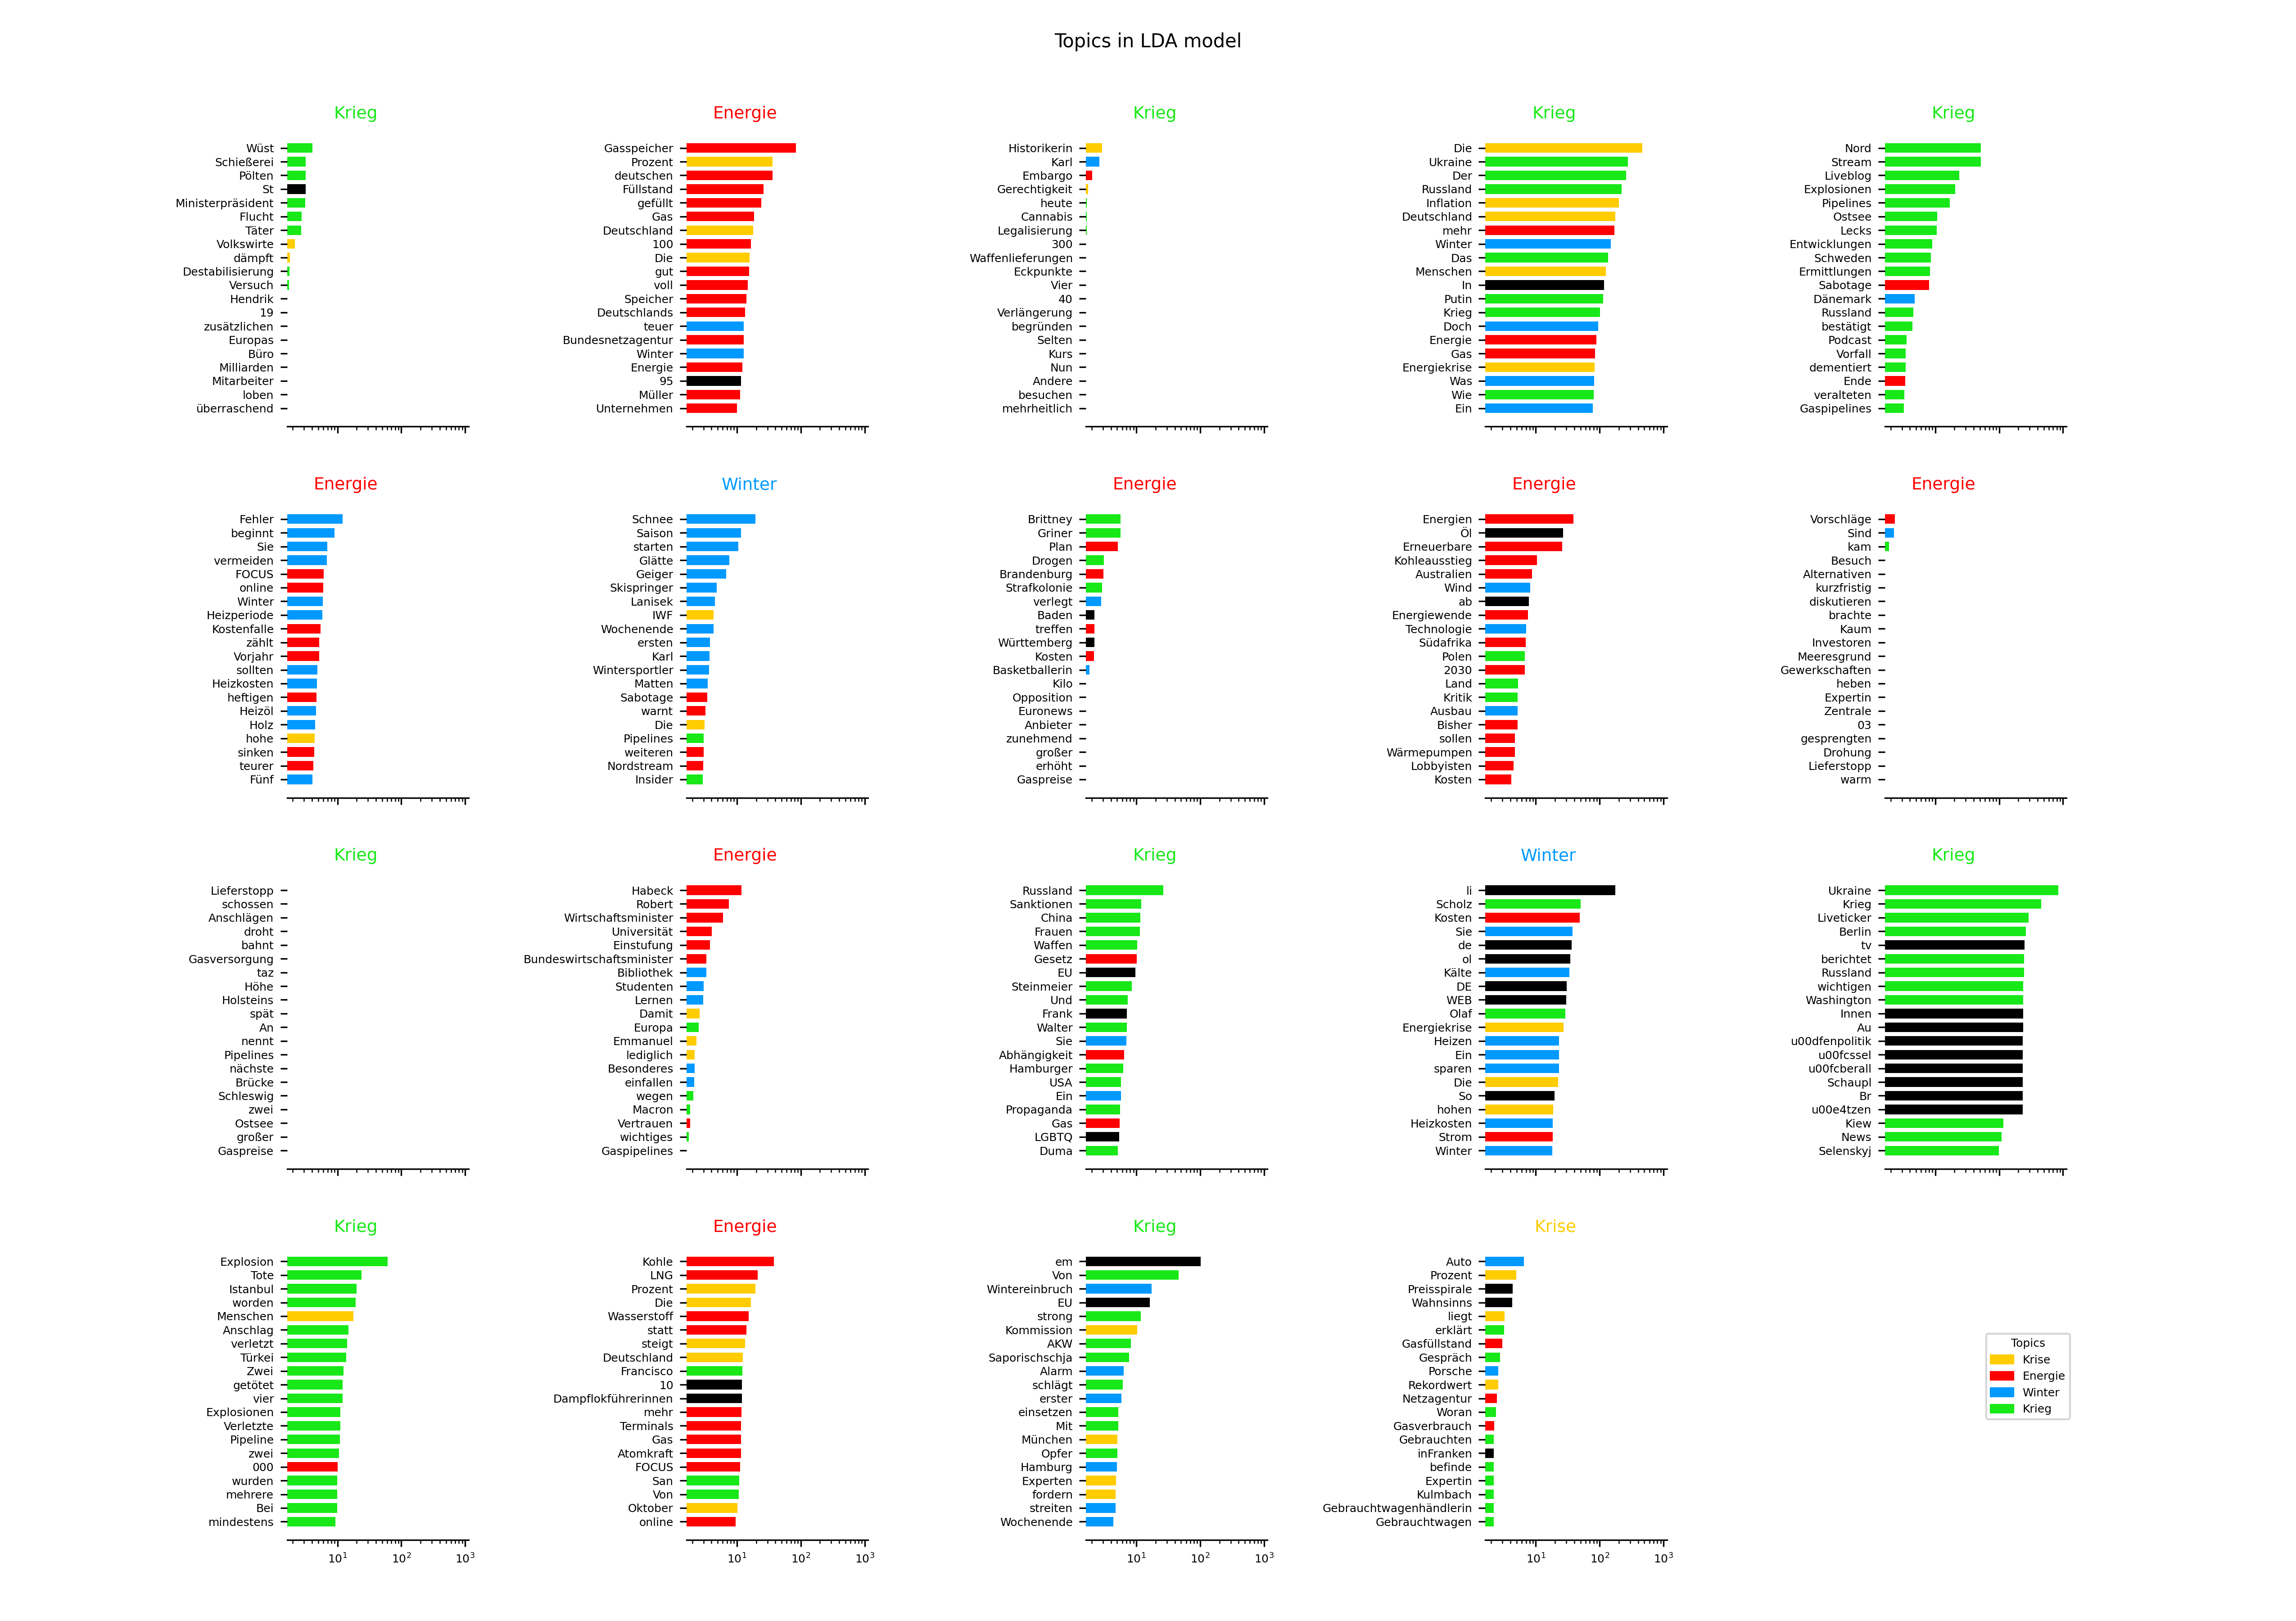 Topics in LDA model
Krieg
Wüst
Schießerei
Pölten
St
Ministerpräsident
Flucht
Täter
Volkswirte
dämpft
Destabilisierung
Versuch
Hendrik
19
zusätzlichen
Europas
Büro
Milliarden
Mitarbeiter
loben
überraschend
Energie
Gasspeicher
Prozent
deutschen
Füllstand
gefüllt
Gas
Deutschland
100
Die
gut
voll
Speicher
Deutschlands
teuer
Bundesnetzagentur
Winter
Energie
95
Müller
Unternehmen
Krieg
Historikerin
Karl
Embargo
Gerechtigkeit
heute
Cannabis
Legalisierung
300
Waffenlieferungen
Eckpunkte
Vier
40
Verlängerung
begründen
Selten
Kurs
Nun
Andere
besuchen
mehrheitlich
Krieg
Die
Ukraine
Der
Russland
Inflation
Deutschland
mehr
Winter
Das
Menschen
In
Putin
Krieg
Doch
Energie
Gas
Energiekrise
Was
Wie
Ein
Krieg
Nord
Stream
Liveblog
Explosionen
Pipelines
Ostsee
Lecks
Entwicklungen
Schweden
Ermittlungen
Sabotage
Dänemark
Russland
bestätigt
Podcast
Vorfall
dementiert
Ende
veralteten
Gaspipelines
Energie
Fehler
beginnt
Sie
vermeiden
FOCUS
online
Winter
Heizperiode
Kostenfalle
zählt
Vorjahr
sollten
Heizkosten
heftigen
Heizöl
Holz
hohe
sinken
teurer
Fünf
Winter
Schnee
Saison
starten
Glätte
Geiger
Skispringer
Lanisek
IWF
Wochenende
ersten
Karl
Wintersportler
Matten
Sabotage
warnt
Die
Pipelines
weiteren
Nordstream
Insider
Energie
Brittney
Griner
Plan
Drogen
Brandenburg
Strafkolonie
verlegt
Baden
treffen
Württemberg
Kosten
Basketballerin
Kilo
Opposition
Euronews
Anbieter
zunehmend
großer
erhöht
Gaspreise
Energie
Energien
Öl
Erneuerbare
Kohleausstieg
Australien
Wind
ab
Energiewende
Technologie
Südafrika
Polen
2030
Land
Kritik
Ausbau
Bisher
sollen
Wärmepumpen
Lobbyisten
Kosten
Energie
Vorschläge
Sind
kam
Besuch
Alternativen
kurzfristig
diskutieren
brachte
Kaum
Investoren
Meeresgrund
Gewerkschaften
heben
Expertin
Zentrale
03
gesprengten
Drohung
Lieferstopp
warm
Krieg
Lieferstopp
schossen
Anschlägen
droht
bahnt
Gasversorgung
taz
Höhe
Holsteins
spät
An
nennt
Pipelines
nächste
Brücke
Schleswig
zwei
Ostsee
großer
Gaspreise
Energie
Habeck
Robert
Wirtschaftsminister
Universität
Einstufung
Bundeswirtschaftsminister
Bibliothek
Studenten
Lernen
Damit
Europa
Emmanuel
lediglich
Besonderes
einfallen
wegen
Macron
Vertrauen
wichtiges
Gaspipelines
Krieg
Russland
Sanktionen
China
Frauen
Waffen
Gesetz
EU
Steinmeier
Und
Frank
Walter
Sie
Abhängigkeit
Hamburger
USA
Ein
Propaganda
Gas
LGBTQ
Duma
Winter
li
Scholz
Kosten
Sie
de
ol
Kälte
DE
WEB
Olaf
Energiekrise
Heizen
Ein
sparen
Die
So
hohen
Heizkosten
Strom
Winter
Krieg
Ukraine
Krieg
Liveticker
Berlin
tv
berichtet
Russland
wichtigen
Washington
Innen
Au
u00dfenpolitik
u00fcssel
u00fcberall
Schaupl
Br
u00e4tzen
Kiew
News
Selenskyj
Krieg
Explosion
Tote
Istanbul
worden
Menschen
Anschlag
verletzt
Türkei
Zwei
getötet
vier
Explosionen
Verletzte
Pipeline
zwei
000
wurden
mehrere
Bei
mindestens
10¹ 10² 10³
Energie
Kohle
LNG
Prozent
Die
Wasserstoff
statt
steigt
Deutschland
Francisco
10
Dampflokführerinnen
mehr
Terminals
Gas
Atomkraft
FOCUS
San
Von
Oktober
online
10¹ 10² 10³
Krieg
em
Von
Wintereinbruch
EU
strong
Kommission
AKW
Saporischschja
Alarm
schlägt
erster
einsetzen
Mit
München
Opfer
Hamburg
Experten
fordern
streiten
Wochenende
10¹ 10² 10³
Krise
Auto
Prozent
Preisspirale
Wahnsinns
liegt
erklärt
Gasfüllstand
Gespräch
Porsche
Rekordwert
Netzagentur
Woran
Gasverbrauch
Gebrauchten
inFranken
befinde
Expertin
Kulmbach
Gebrauchtwagenhändlerin
Gebrauchtwagen
10¹ 10² 10³
Topics
Krise
Energie
Winter
Krieg